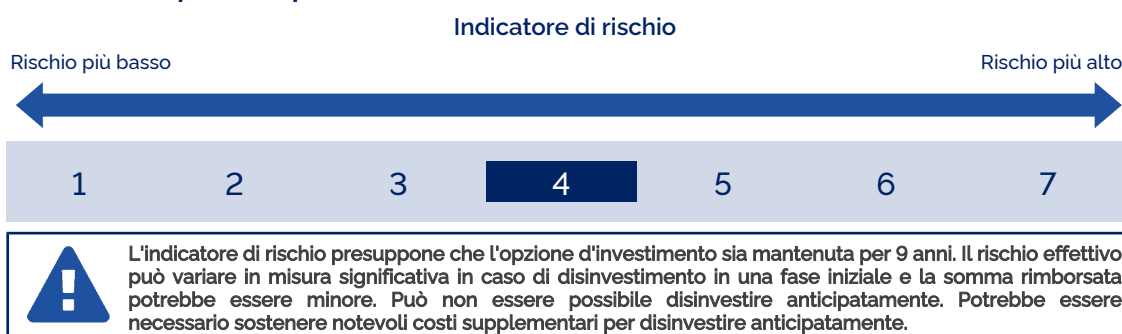 Indicatore di rischio
Rischio più basso Rischio più alto
1 2 3 4 5 6 7
L'indicatore di rischio presuppone che l'opzione d'investimento sia mantenuta per 9 anni. Il rischio effettivo
può variare in misura significativa in caso di disinvestimento in una fase iniziale e la somma rimborsata
potrebbe essere minore. Può non essere possibile disinvestire anticipatamente. Potrebbe essere
necessario sostenere notevoli costi supplementari per disinvestire anticipatamente.